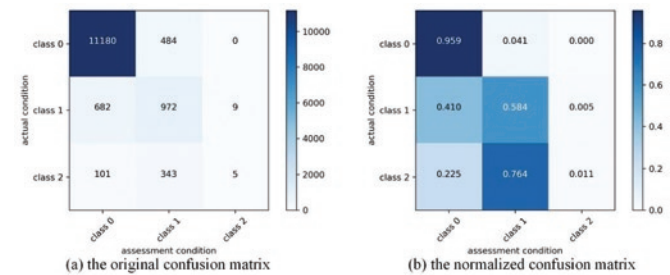 class 0
class 1
class 2
actual condition
11180 484 0
682 972 9
101 343 5
class 0 class 1 class 2
assessment condition
10000
8000
6000
4000
2000
0
(a) the original confusion matrix
class 0
class 1
class 2
actual condition
0.959 0.041 0.000
0.410 0.584 0.005
0.225 0.764 0.011
class 0 class 1 class 2
assessment condition
0.8
0.6
0.4
0.2
0.0
(b) the normalized confusion matrix